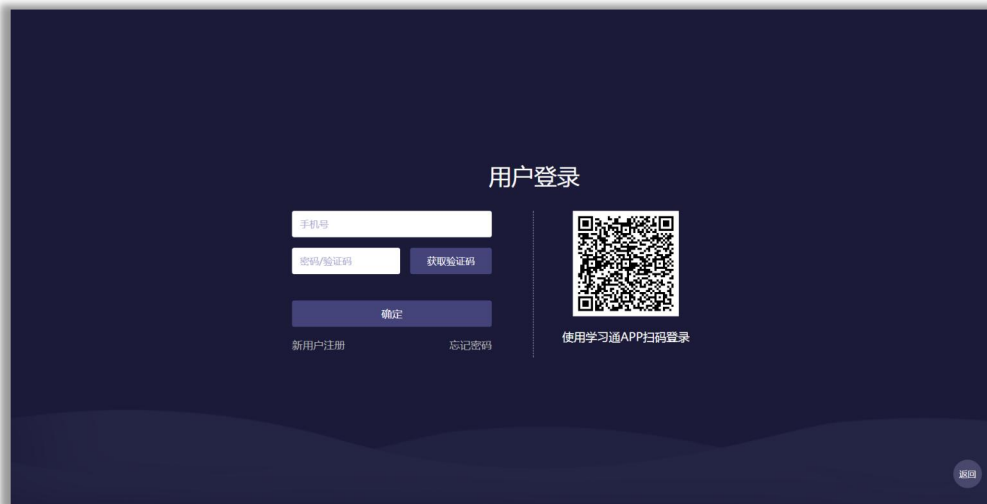 用户登录
手机号
密码/验证码
获取验证码
确定
新用户注册
忘记密码
使用学习通APP扫码登录
返回